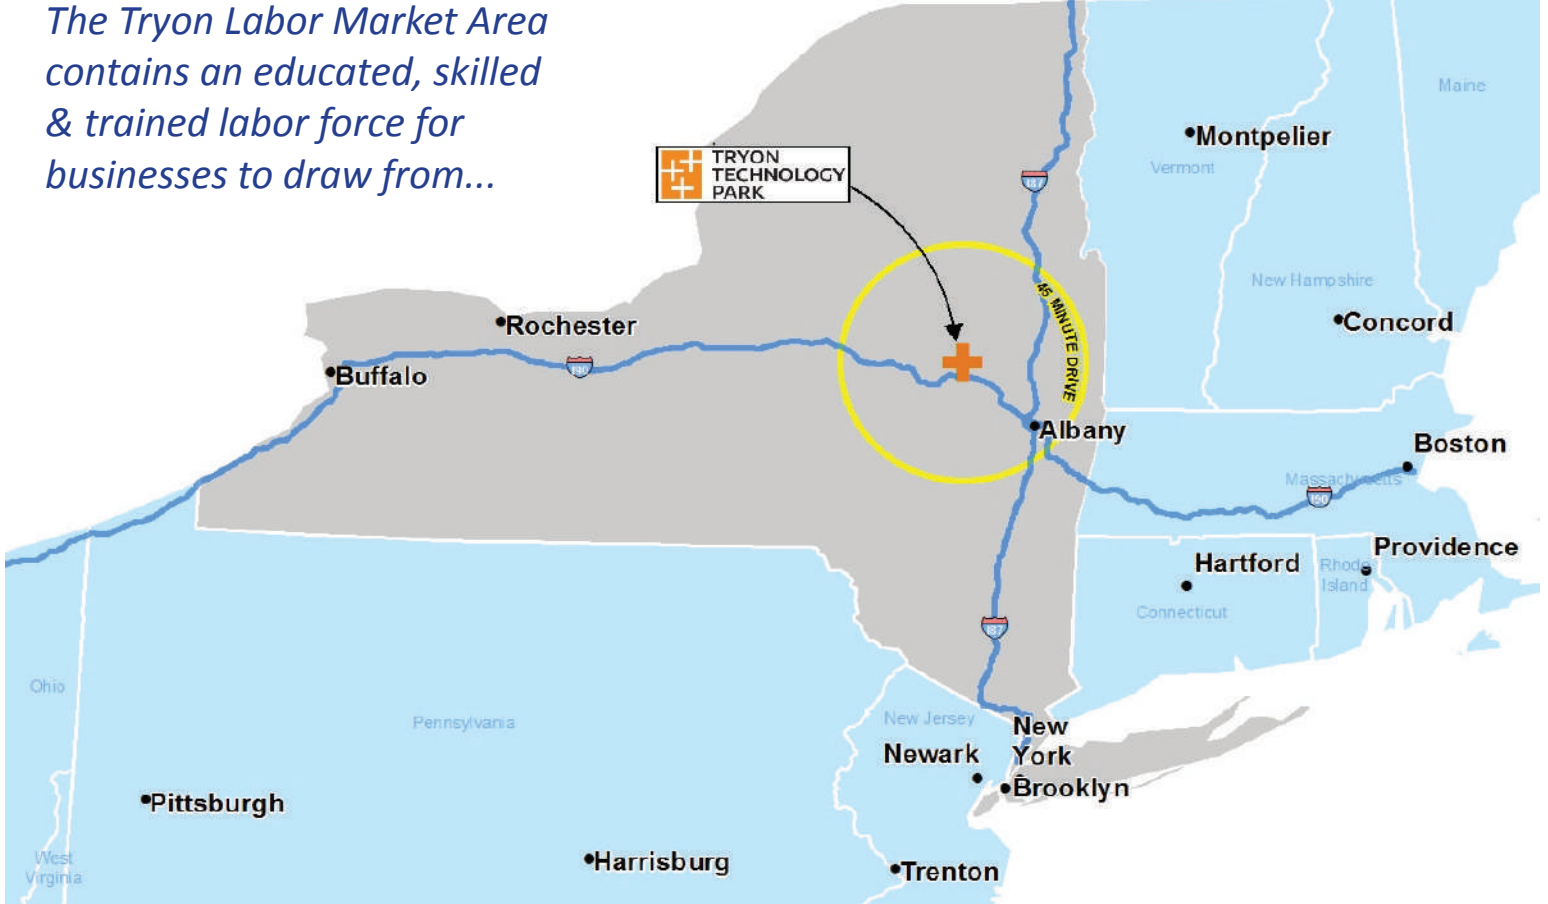 The Tryon Labor Market Area
contains an educated, skilled
& trained labor force for
businesses to draw from...
Maine
Montpelier
Vermont
TRYON
TECHNOLOGY
PARK
187
45 MINUTE DRIVE
New Hampshire
Rochester
Concord
190
Buffalo
Albany
Boston
Massachusetts
Providence
Hartford
Rhode
Island
Connecticut
Ohio
Pennsylvania
New Jersey
New
York
Newark
Brooklyn
Pittsburgh
West
Virginia
Harrisburg
Trenton